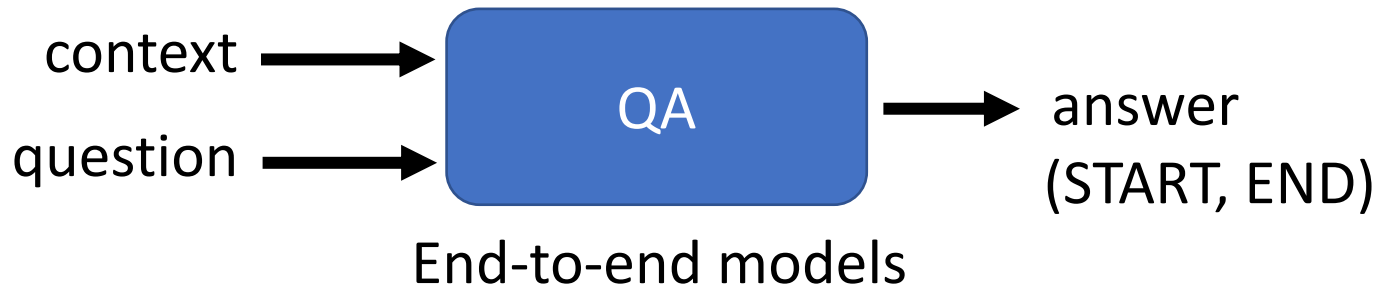 context
question
QA
answer
(START, END)
End-to-end models